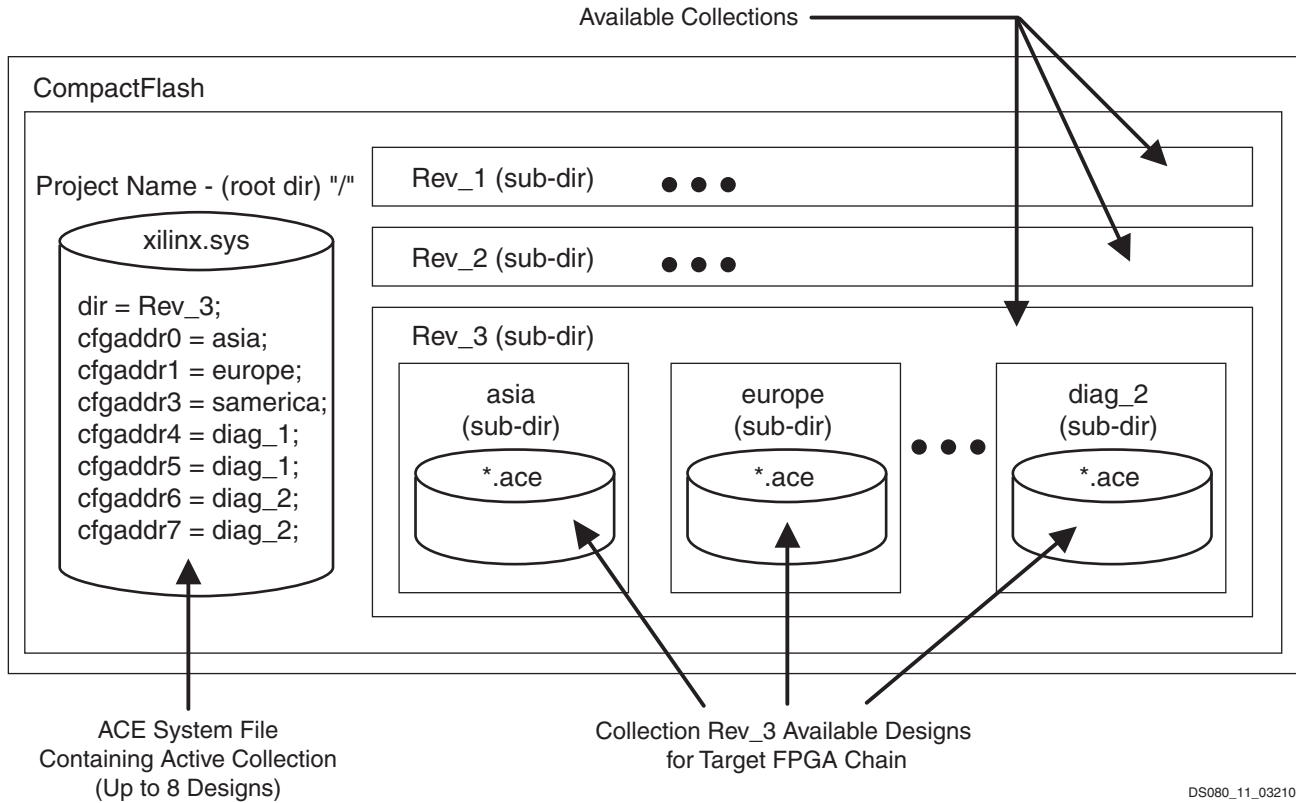 Available Collections
CompactFlash
Project Name - (root dir) "/"
xilinx.sys
dir = Rev_3;
cfgaddr0 = asia;
cfgaddr1 = europe;
cfgaddr3 = samerica;
cfgaddr4 = diag_1;
cfgaddr5 = diag_1;
cfgaddr6 = diag_2;
cfgaddr7 = diag_2;
Rev_1 (sub-dir)
Rev_2 (sub-dir)
Rev_3 (sub-dir)
asia
(sub-dir)
*.ace
europe
(sub-dir)
*.ace
diag_2
(sub-dir)
*.ace
ACE System File
Containing Active Collection
(Up to 8 Designs)
Collection Rev_3 Available Designs
for Target FPGA Chain
DS080_11_03210